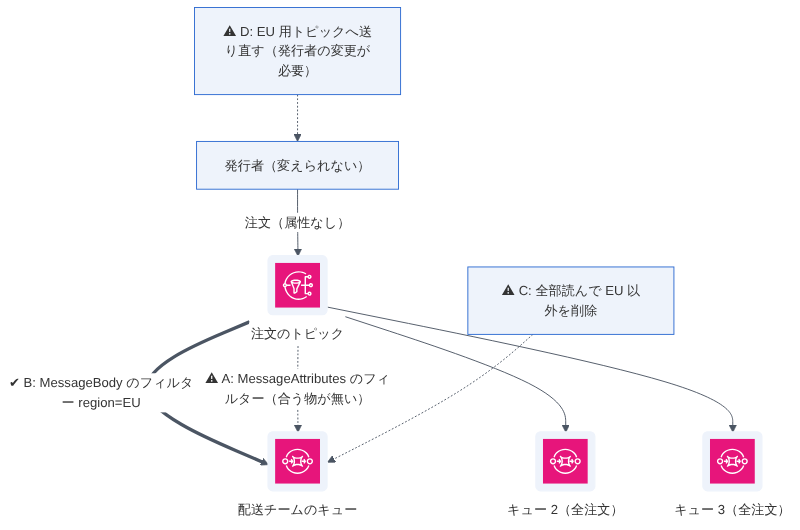 ⚠ D: EU 用トピックへ送
り直す（発行者の変更が
必要）
発行者（変えられない）
注文（属性なし）
⚠ C: 全部読んで EU 以
外を削除
注文のトピック
✔ B: MessageBody のフィルタ
ー region=EU
⚠ A: MessageAttributes のフィ
ルター（合う物が無い）
配送チームのキュー
キュー 2（全注文）
キュー 3（全注文）